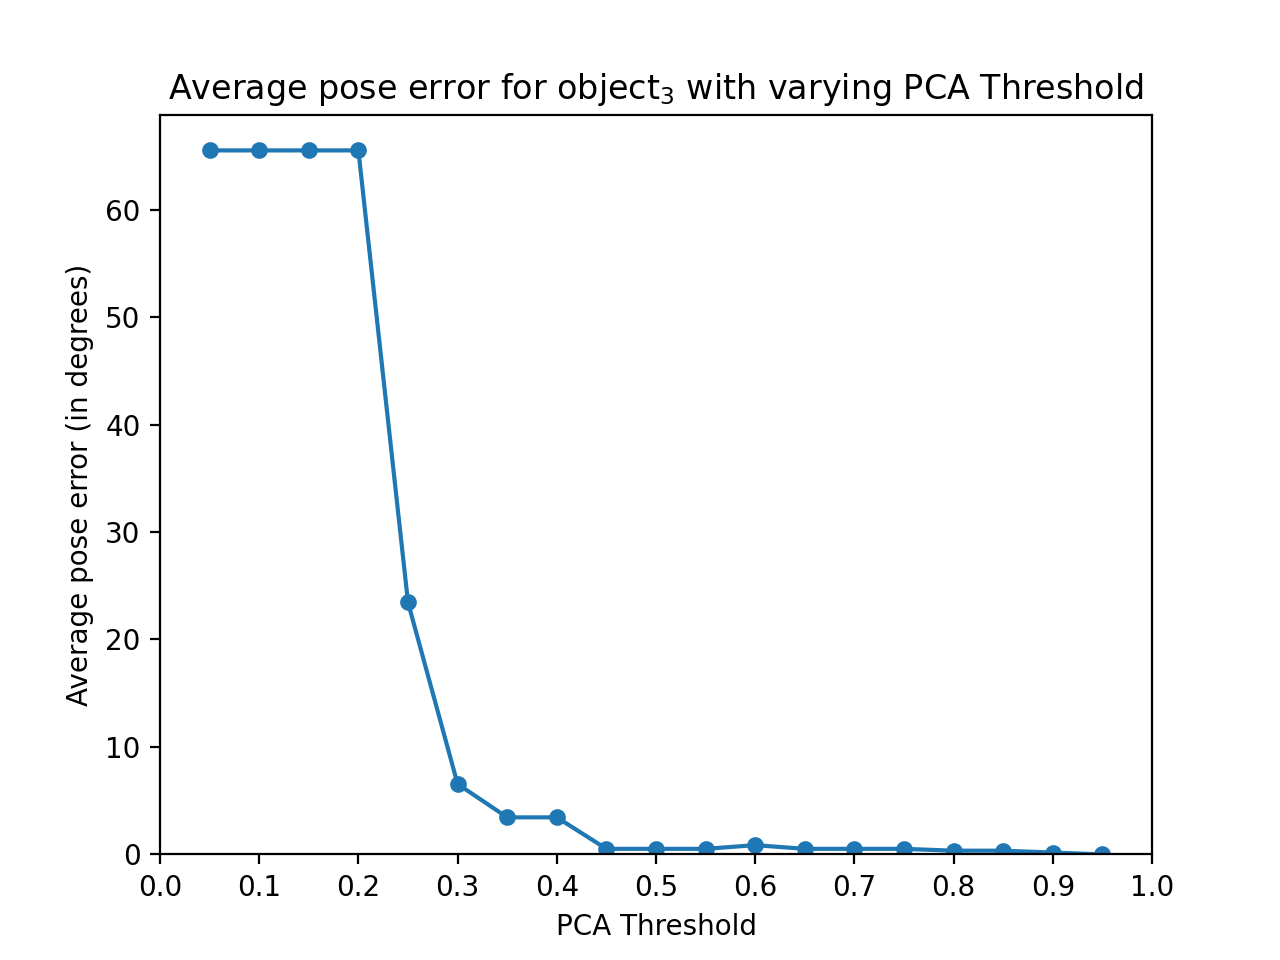 Average pose error for object₃ with varying PCA Threshold
Average pose error (in degrees)
60
50
40
30
20
10
0
0.0 0.1 0.2 0.3 0.4 0.5 0.6 0.7 0.8 0.9 1.0
PCA Threshold